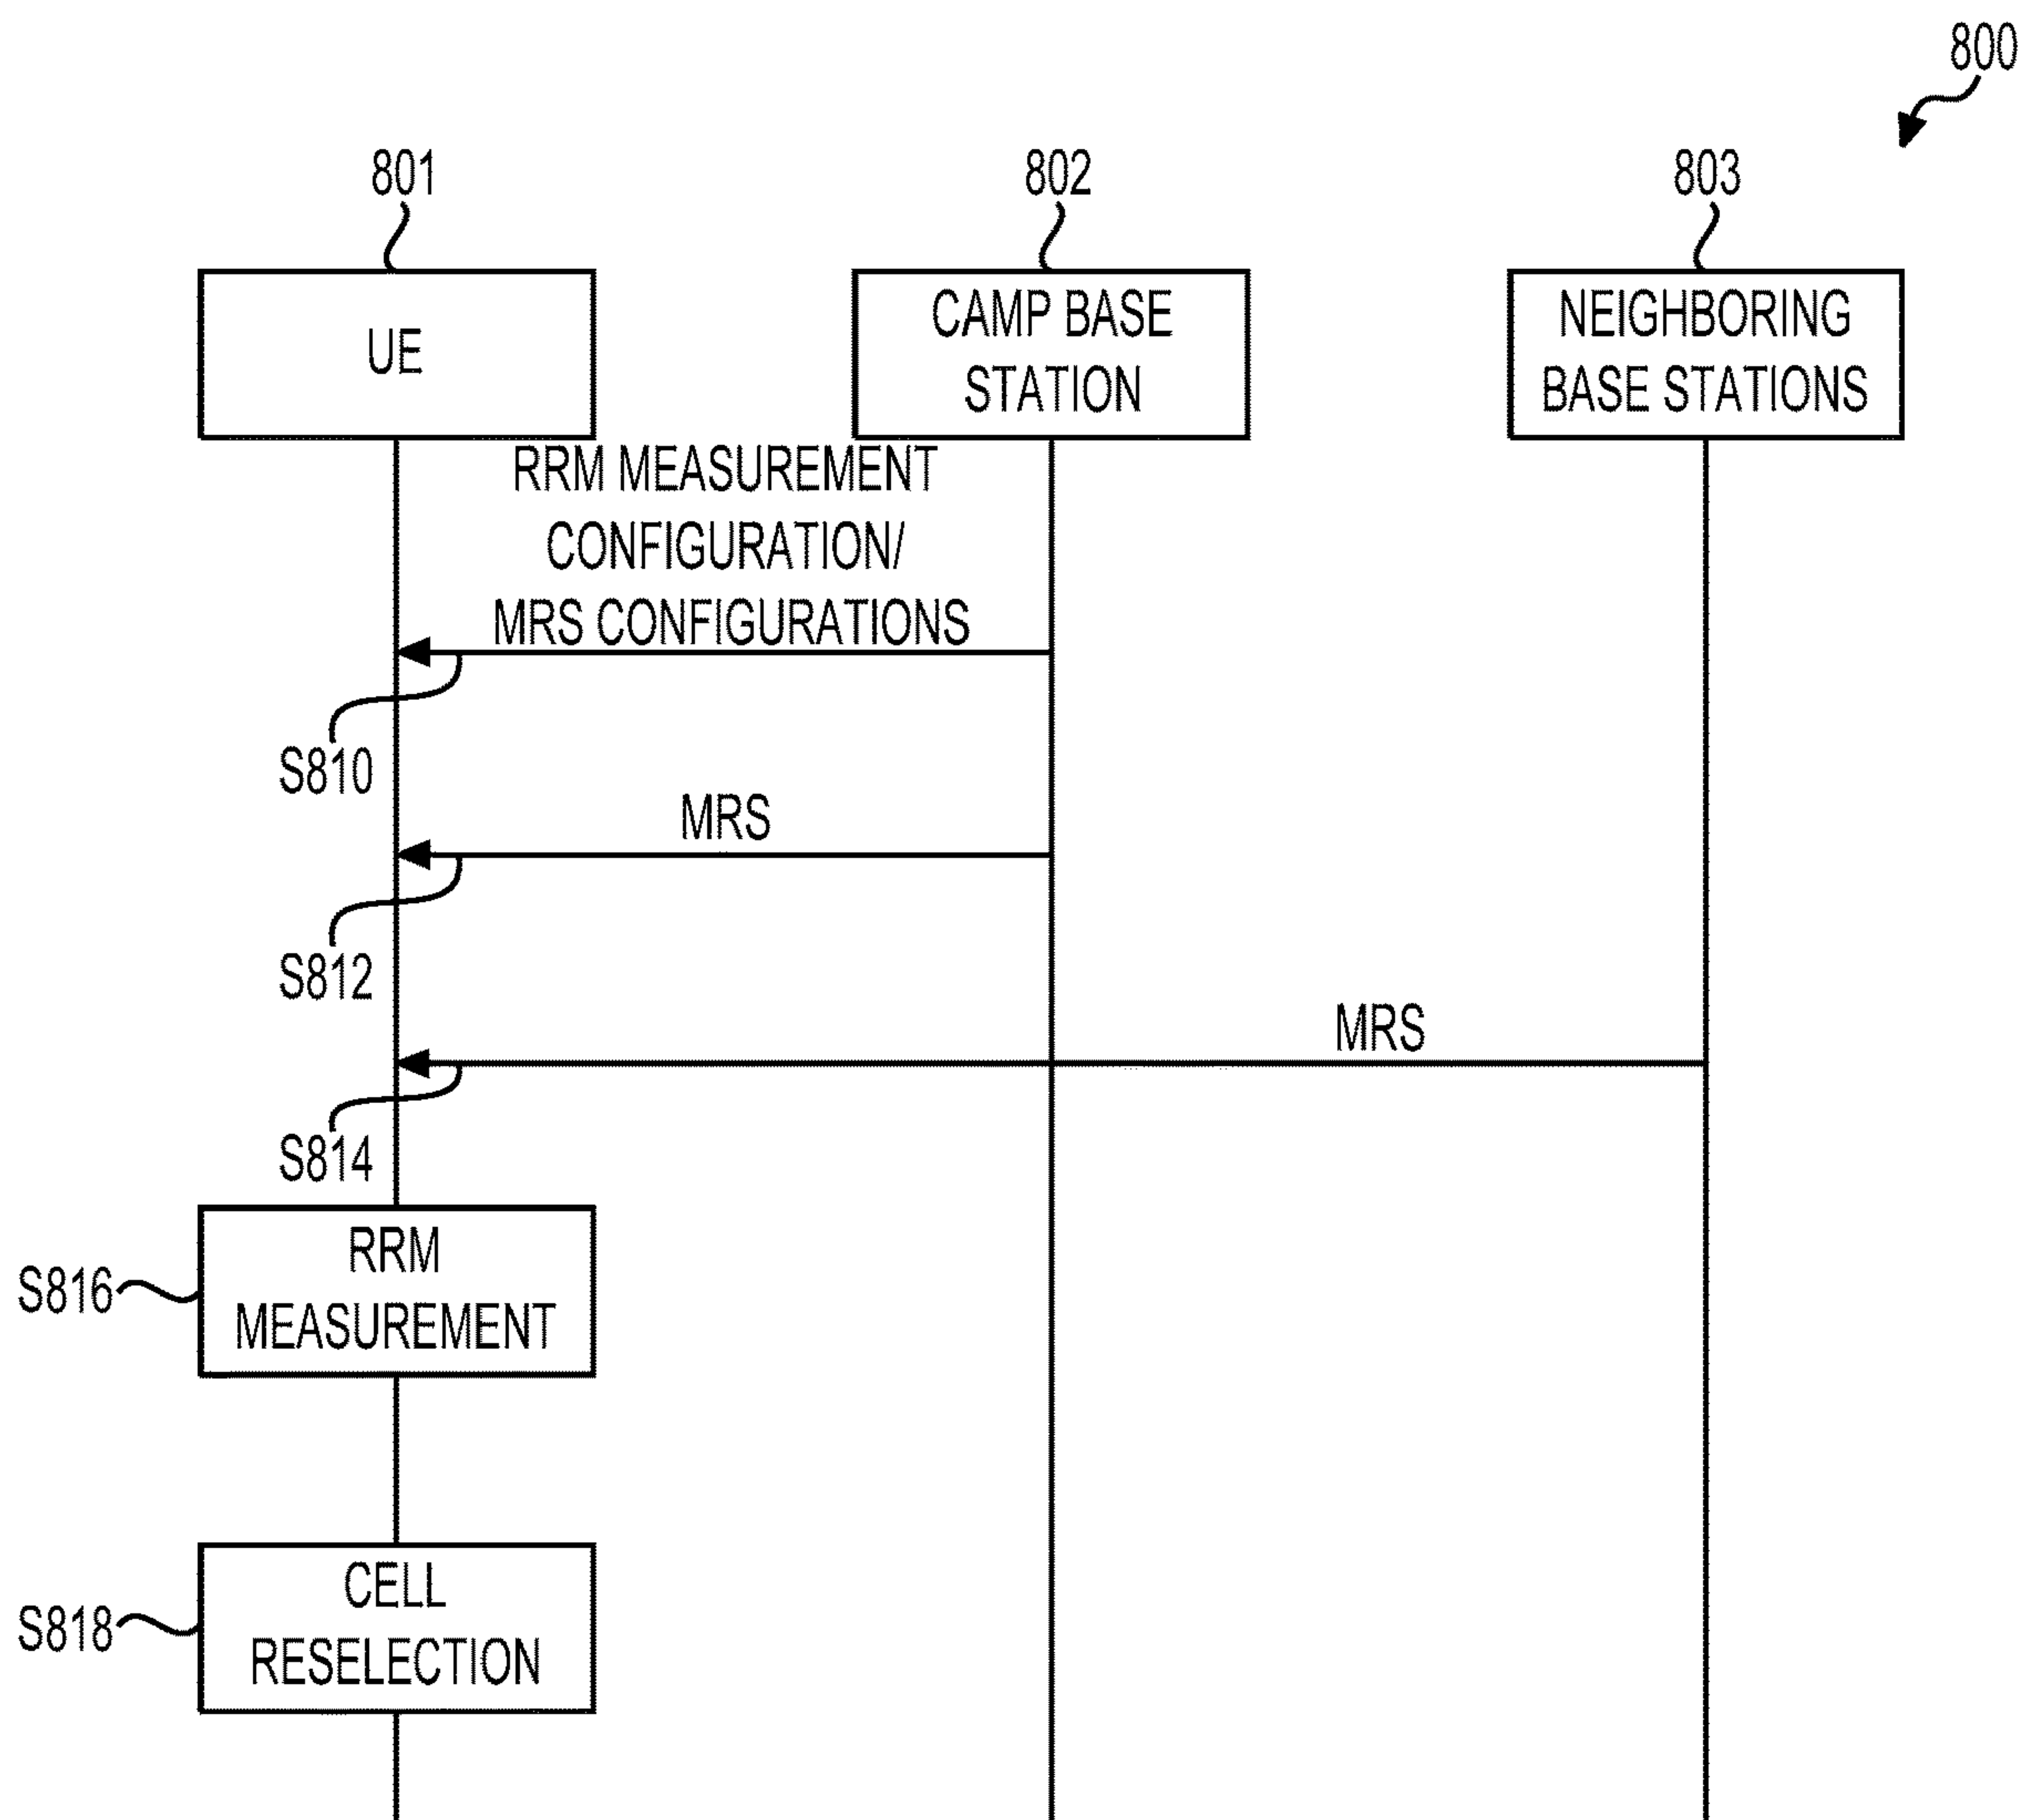 800
801
802
803
UE
CAMP BASE
STATION
NEIGHBORING
BASE STATIONS
RRM MEASUREMENT
CONFIGURATION/
MRS CONFIGURATIONS
S810
MRS
S812
MRS
S814
RRM
MEASUREMENT
S816
CELL
RESELECTION
S818